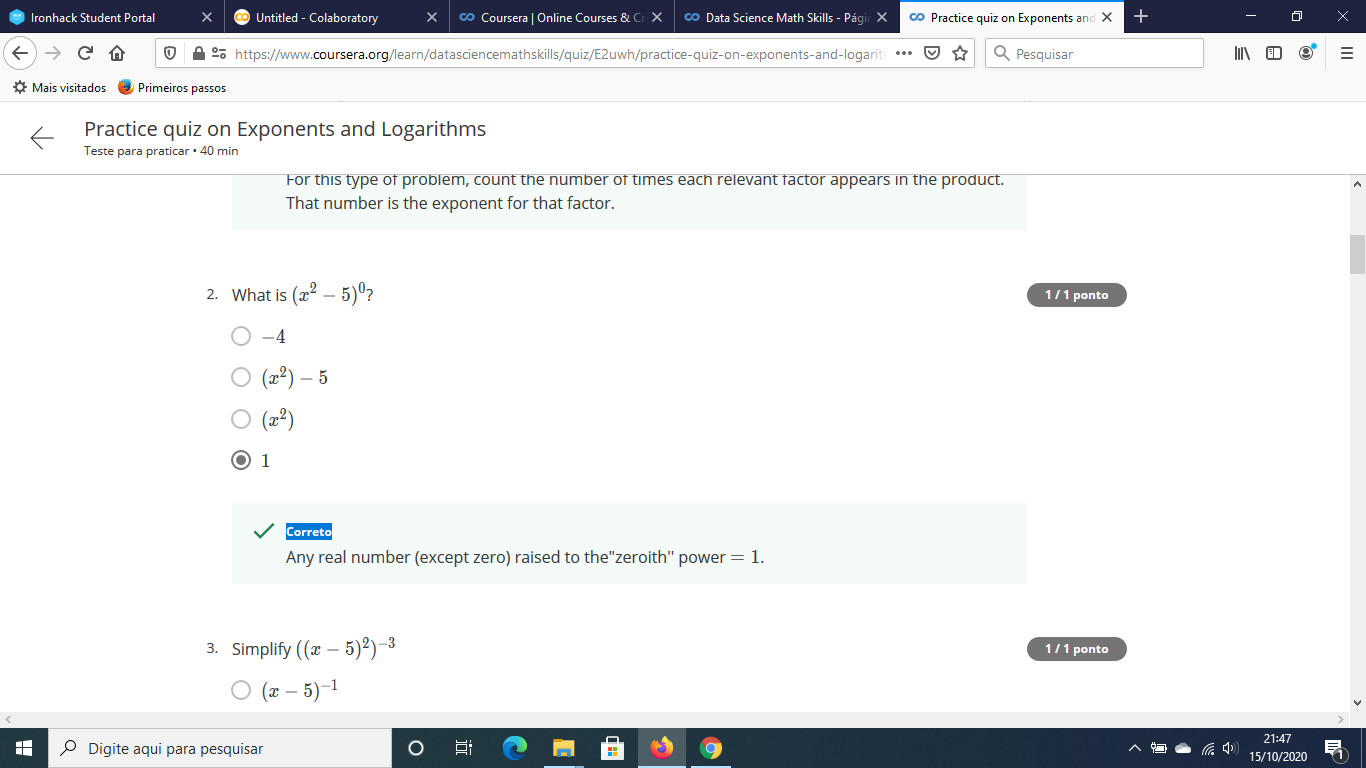 Ironhack Student Portal
Untitled - Colaboratory
Coursera | Online Courses & C
Data Science Math Skills - Pági
Practice quiz on Exponents and
https://www.coursera.org/learn/datasciencemathskills/quiz/E2uwh/practice-quiz-on-exponents-and-logarit
Pesquisar
Mais visitados
Primeiros passos
Practice quiz on Exponents and Logarithms
Teste para praticar • 40 min
For this type of problem, count the number of times each relevant factor appears in the product.
That number is the exponent for that factor.
2. What is (x² − 5)⁰?
1 / 1 ponto
−4
(x²) − 5
(x²)
1
Correto
Any real number (except zero) raised to the"zeroith'' power = 1.
3. Simplify ((x − 5)²)⁻³
1 / 1 ponto
(x − 5)⁻¹
Digite aqui para pesquisar
21:47
15/10/2020
1